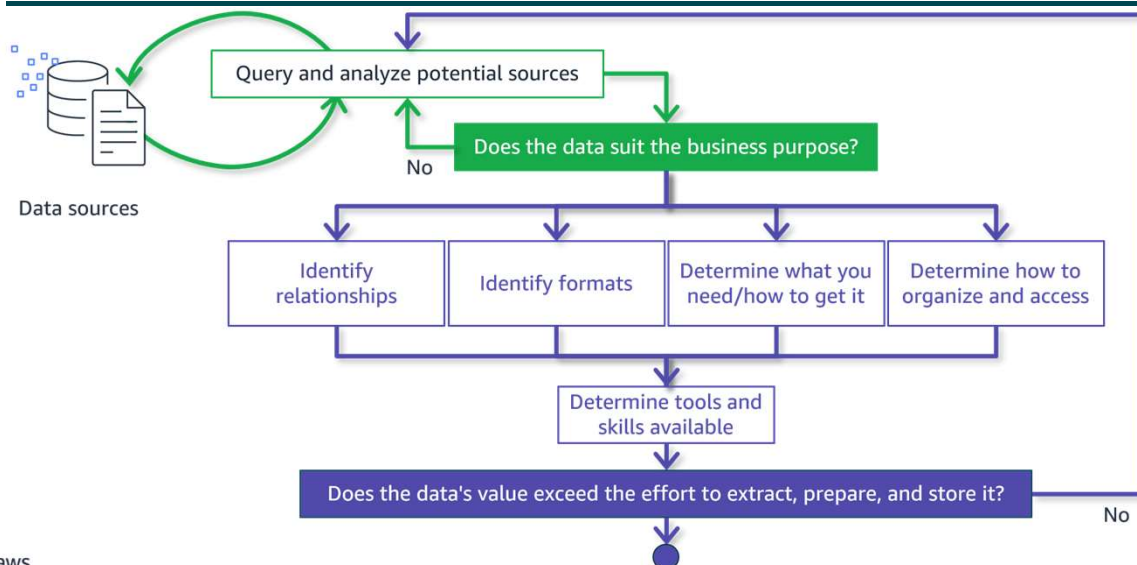 Query and analyze potential sources
Does the data suit the business purpose?
No
Data sources
Identify
relationships
Identify formats
Determine what you
need/how to get it
Determine how to
organize and access
Determine tools and
skills available
Does the data's value exceed the effort to extract, prepare, and store it?
No
aws